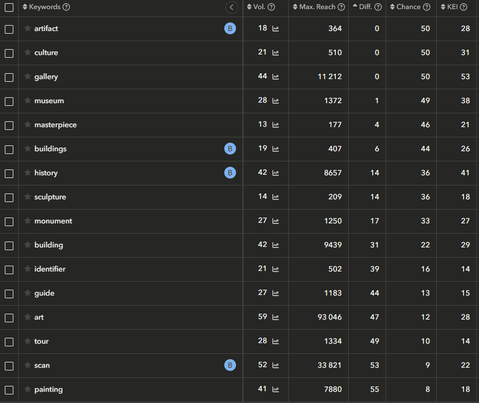 Keywords Vol. Max. Reach Diff. Chance KEI
artifact B 18 364 0 50 28
culture 21 510 0 50 31
gallery 44 11 212 0 50 53
museum 28 1372 1 49 38
masterpiece 13 177 4 46 21
buildings B 19 407 6 44 26
history B 42 8657 14 36 41
sculpture 14 209 14 36 18
monument 27 1250 17 33 27
building 42 9439 31 22 29
identifier 21 502 39 16 14
guide 27 1183 44 13 15
art 59 93 046 47 12 28
tour 28 1334 49 10 14
scan B 52 33 821 53 9 22
painting 41 7880 55 8 18